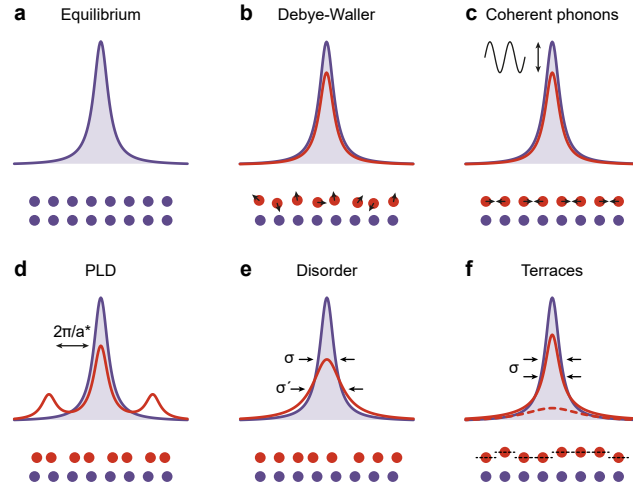 a Equilibrium
b Debye-Waller
c Coherent phonons
d PLD
2π/a*
e Disorder
σ
σ′
f Terraces
σ